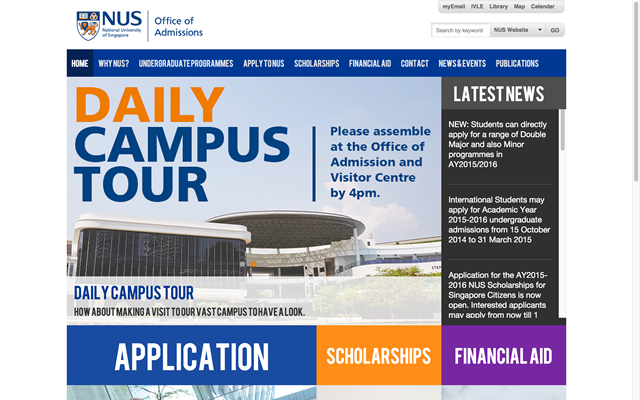 myEmail
IVLE
Library
Map
Calendar
NUS
National University
of Singapore
Office of
Admissions
Search by keyword
NUS Website
GO
HOME
WHY NUS?
UNDERGRADUATE PROGRAMMES
APPLY TO NUS
SCHOLARSHIPS
FINANCIAL AID
CONTACT
NEWS & EVENTS
PUBLICATIONS
DAILY
CAMPUS
TOUR
Please assemble
at the Office of
Admission and
Visitor Centre
by 4pm.
DAILY CAMPUS TOUR
HOW ABOUT MAKING A VISIT TO OUR VAST CAMPUS TO HAVE A LOOK.
LATEST NEWS
NEW: Students can directly
apply for a range of Double
Major and also Minor
programmes in
AY2015/2016
International Students may
apply for Academic Year
2015-2016 undergraduate
admissions from 15 October
2014 to 31 March 2015
Application for the AY2015-
2016 NUS Scholarships for
Singapore Citizens is now
open. Interested applicants
may apply from now till 1
APPLICATION
SCHOLARSHIPS
FINANCIAL AID